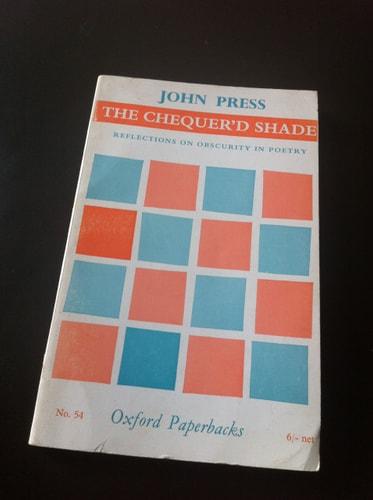 JOHN PRESS
THE CHEQUER'D SHADE
REFLECTIONS ON OBSCURITY IN POETRY
No. 54
Oxford Paperbacks
6/- net